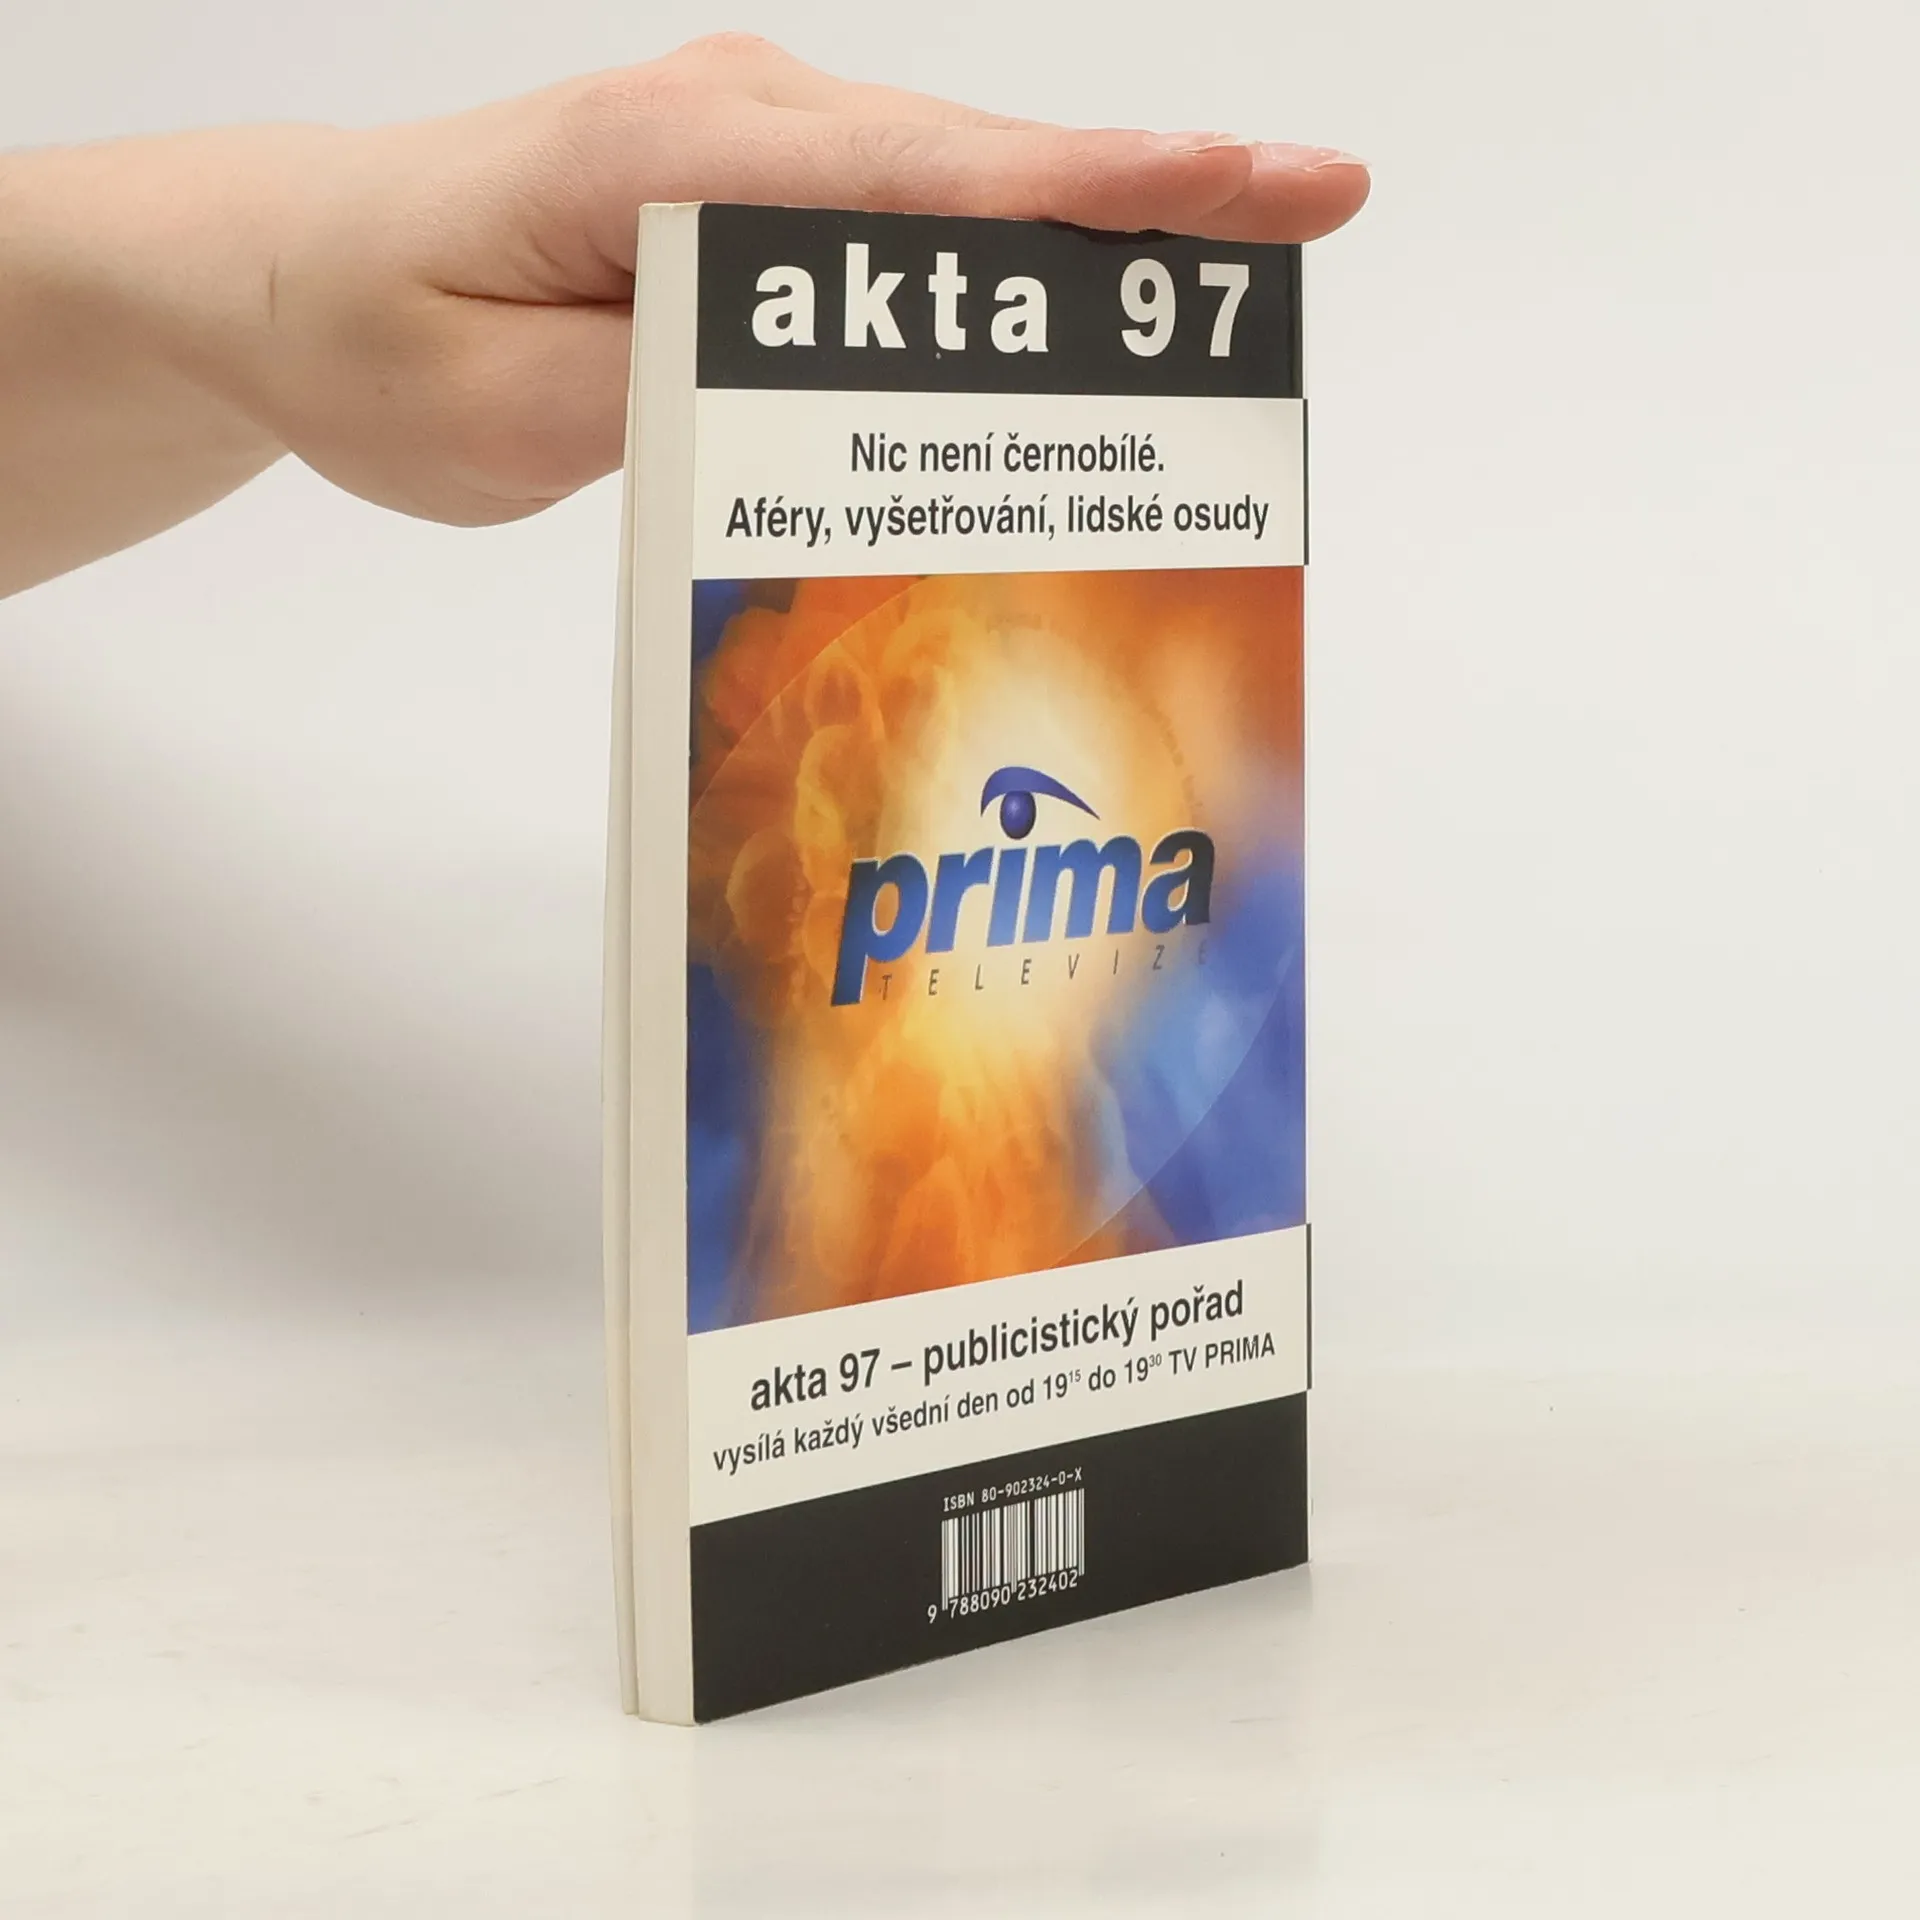 akta 97
Nic není černobílé.
Aféry, vyšetřování, lidské osudy
prima
TELEVIZE
akta 97 – publicistický pořad
vysílá každý všední den od 19¹⁵ do 19³⁰ TV PRIMA
ISBN 80-902324-0-X
9 788090 232402